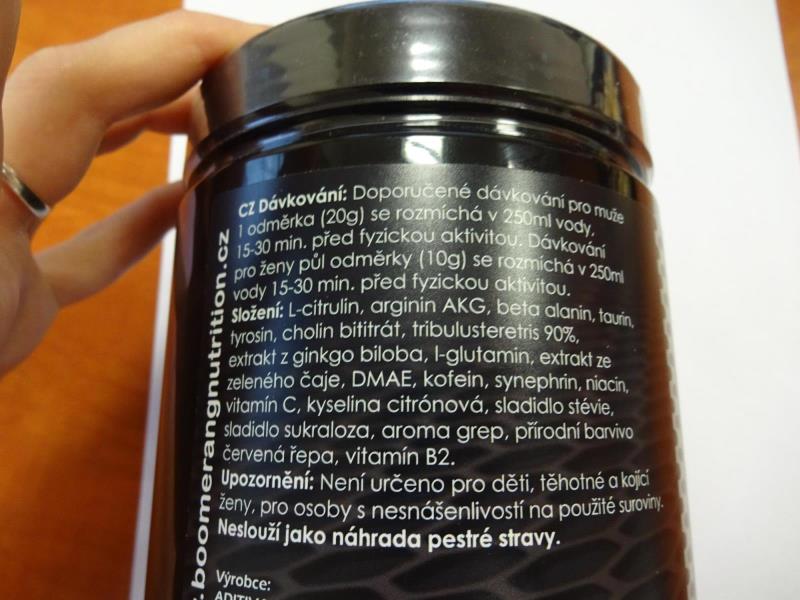 CZ Dávkování: Doporučené dávkování pro muže
1 odměrka (20g) se rozmíchá v 250ml vody,
15-30 min. před fyzickou aktivitou. Dávkování
pro ženy půl odměrky (10g) se rozmíchá v 250ml
vody 15-30 min. před fyzickou aktivitou.
Složení: L-citrulin, arginin AKG, beta alanin, taurin,
tyrosin, cholin bititrát, tribulusteretris 90%,
extrakt z ginkgo biloba, l-glutamin, extrakt ze
zeleného čaje, DMAE, kofein, synephrin, niacin,
vitamín C, kyselina citrónová, sladidlo stévie,
sladidlo sukraloza, aroma grep, přírodní barvivo
červená řepa, vitamín B2.
Upozornění: Není určeno pro děti, těhotné a kojící
ženy, pro osoby s nesnášenlivostí na použité suroviny.
Neslouží jako náhrada pestré stravy.
Výrobce:
.boomerangnutrition.cz